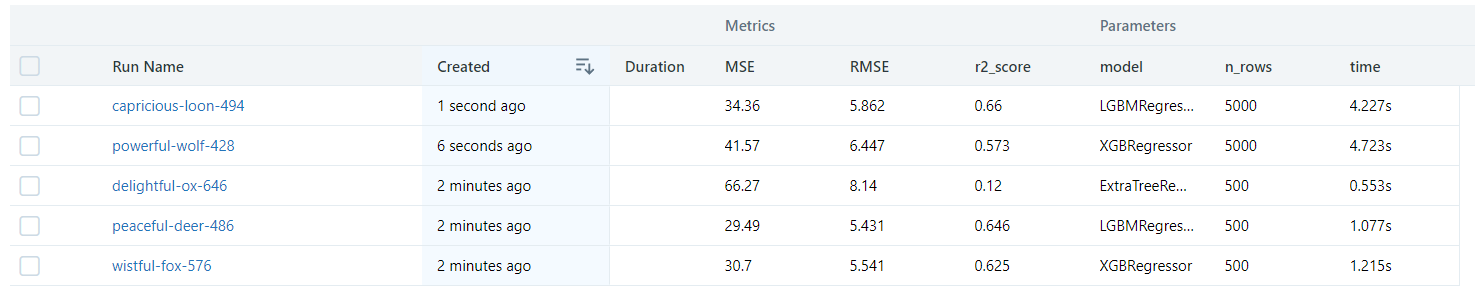 Metrics Parameters
Run Name Created Duration MSE RMSE r2_score model n_rows time
capricious-loon-494 1 second ago 34.36 5.862 0.66 LGBMRegres... 5000 4.227s
powerful-wolf-428 6 seconds ago 41.57 6.447 0.573 XGBRegressor 5000 4.723s
delightful-ox-646 2 minutes ago 66.27 8.14 0.12 ExtraTreeRe... 500 0.553s
peaceful-deer-486 2 minutes ago 29.49 5.431 0.646 LGBMRegres... 500 1.077s
wistful-fox-576 2 minutes ago 30.7 5.541 0.625 XGBRegressor 500 1.215s